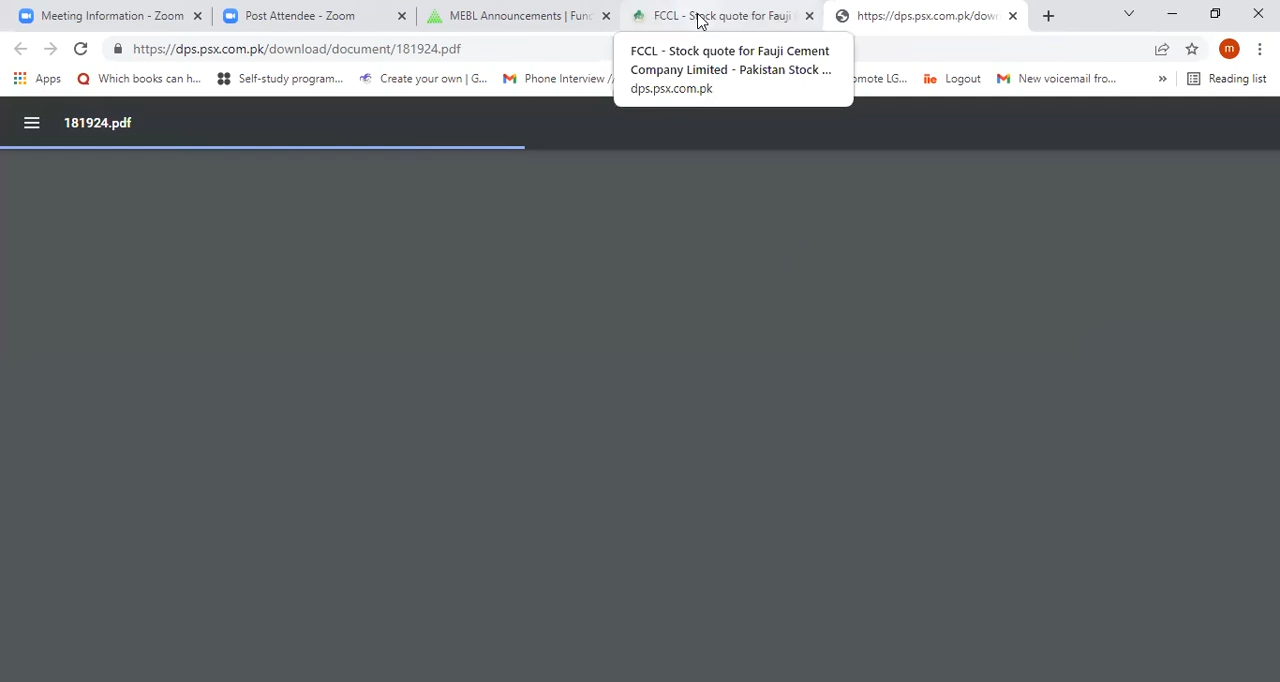 Meeting Information - Zoom
Post Attendee - Zoom
MEBL Announcements | Func
FCCL - Stock quote for Fauji
https://dps.psx.com.pk/down
https://dps.psx.com.pk/download/document/181924.pdf
m
FCCL - Stock quote for Fauji Cement
Company Limited - Pakistan Stock ...
dps.psx.com.pk
Apps
Which books can h...
Self-study program...
Create your own | G...
Phone Interview /
omote LG...
iie Logout
New voicemail fro...
»
Reading list
181924.pdf